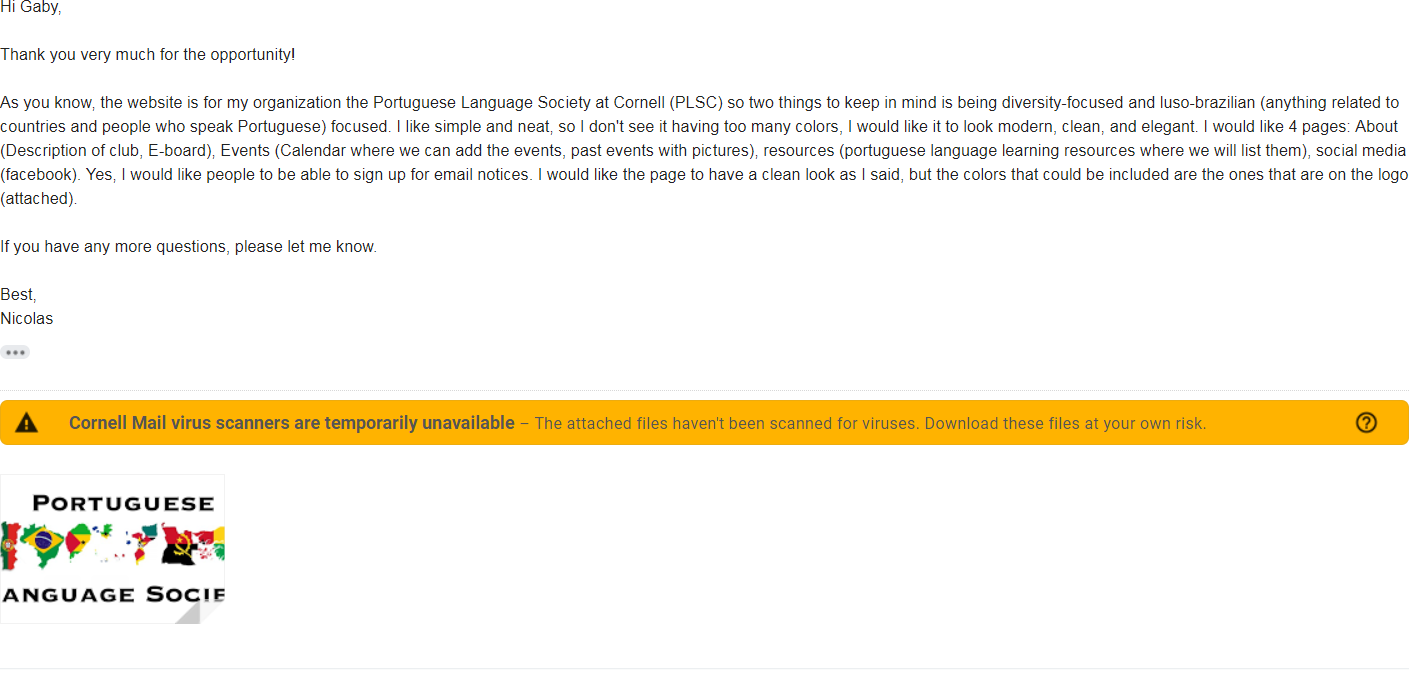 Hi Gaby,
Thank you very much for the opportunity!
As you know, the website is for my organization the Portuguese Language Society at Cornell (PLSC) so two things to keep in mind is being diversity-focused and luso-brazilian (anything related to
countries and people who speak Portuguese) focused. I like simple and neat, so I don't see it having too many colors, I would like it to look modern, clean, and elegant. I would like 4 pages: About
(Description of club, E-board), Events (Calendar where we can add the events, past events with pictures), resources (portuguese language learning resources where we will list them), social media
(facebook). Yes, I would like people to be able to sign up for email notices. I would like the page to have a clean look as I said, but the colors that could be included are the ones that are on the logo
(attached).
If you have any more questions, please let me know.
Best,
Nicolas
Cornell Mail virus scanners are temporarily unavailable – The attached files haven't been scanned for viruses. Download these files at your own risk.
PORTUGUESE
ANGUAGE SOCIE